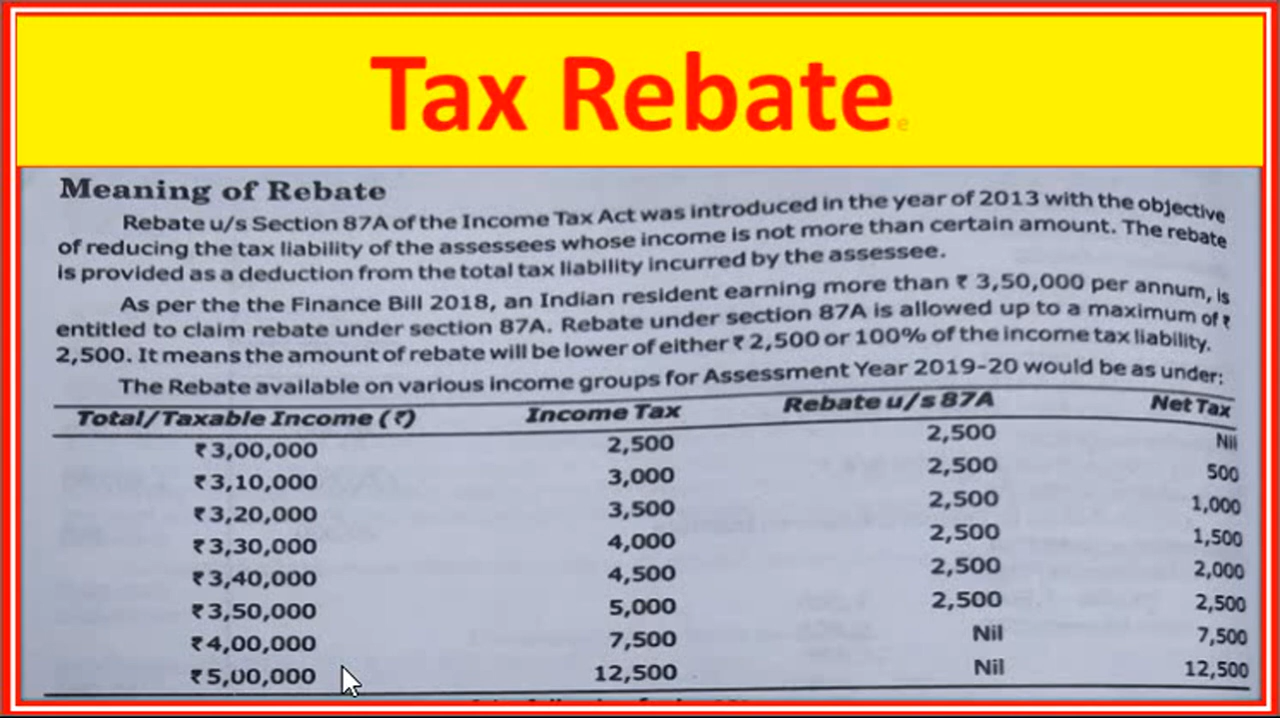 Tax Rebate
Meaning of Rebate
Rebate u/s Section 87A of the Income Tax Act was introduced in the year of 2013 with the objective
of reducing the tax liability of the assessees whose income is not more than certain amount. The rebate
is provided as a deduction from the total tax liability incurred by the assessee.
As per the the Finance Bill 2018, an Indian resident earning more than ₹ 3,50,000 per annum, is
entitled to claim rebate under section 87A. Rebate under section 87A is allowed up to a maximum of ₹
2,500. It means the amount of rebate will be lower of either ₹ 2,500 or 100% of the income tax liability.
The Rebate available on various income groups for Assessment Year 2019-20 would be as under:
Total/Taxable Income (₹) Income Tax Rebate u/s 87A Net Tax
₹ 3,00,000 2,500 2,500 Nil
₹ 3,10,000 3,000 2,500 500
₹ 3,20,000 3,500 2,500 1,000
₹ 3,30,000 4,000 2,500 1,500
₹ 3,40,000 4,500 2,500 2,000
₹ 3,50,000 5,000 2,500 2,500
₹ 4,00,000 7,500 Nil 7,500
₹ 5,00,000 12,500 Nil 12,500